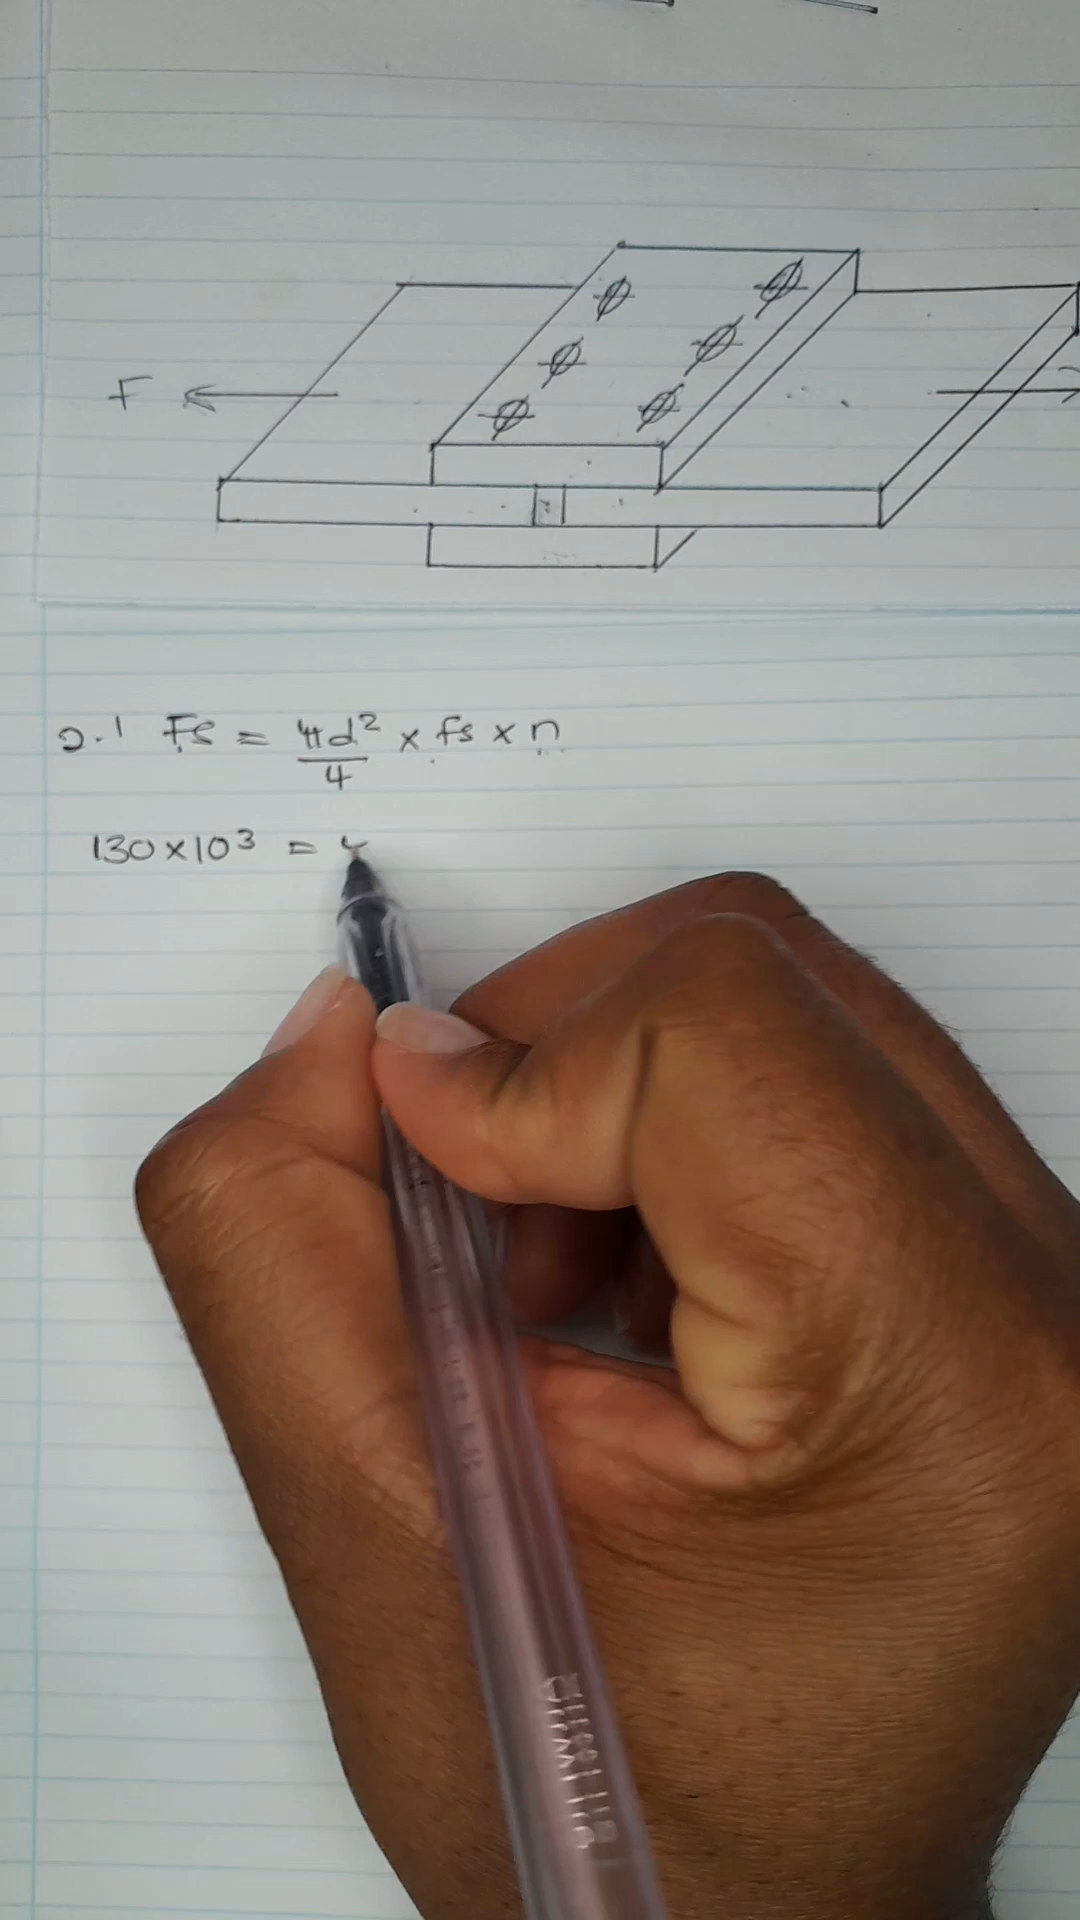 F
2.1 Fs = πd²/4 × fs × n
130×10³ =